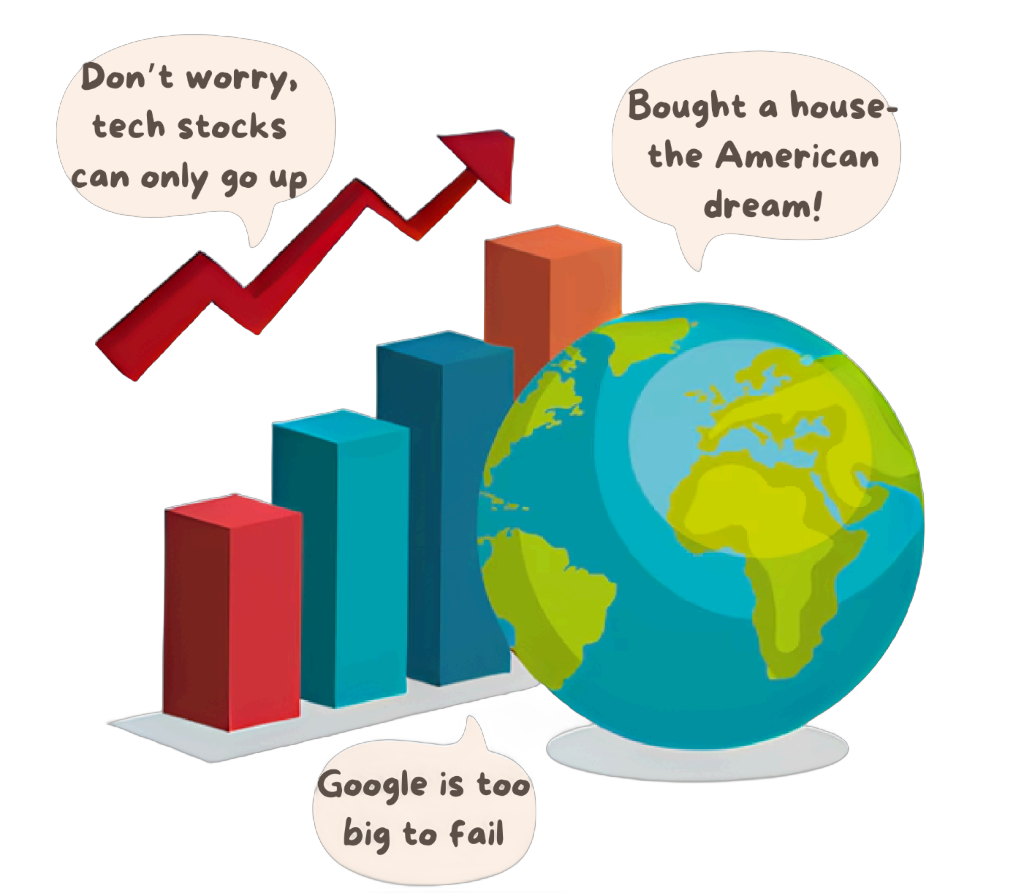 Don't worry,
tech stocks
can only go up
Bought a house-
the American
dream!
Google is too
big to fail